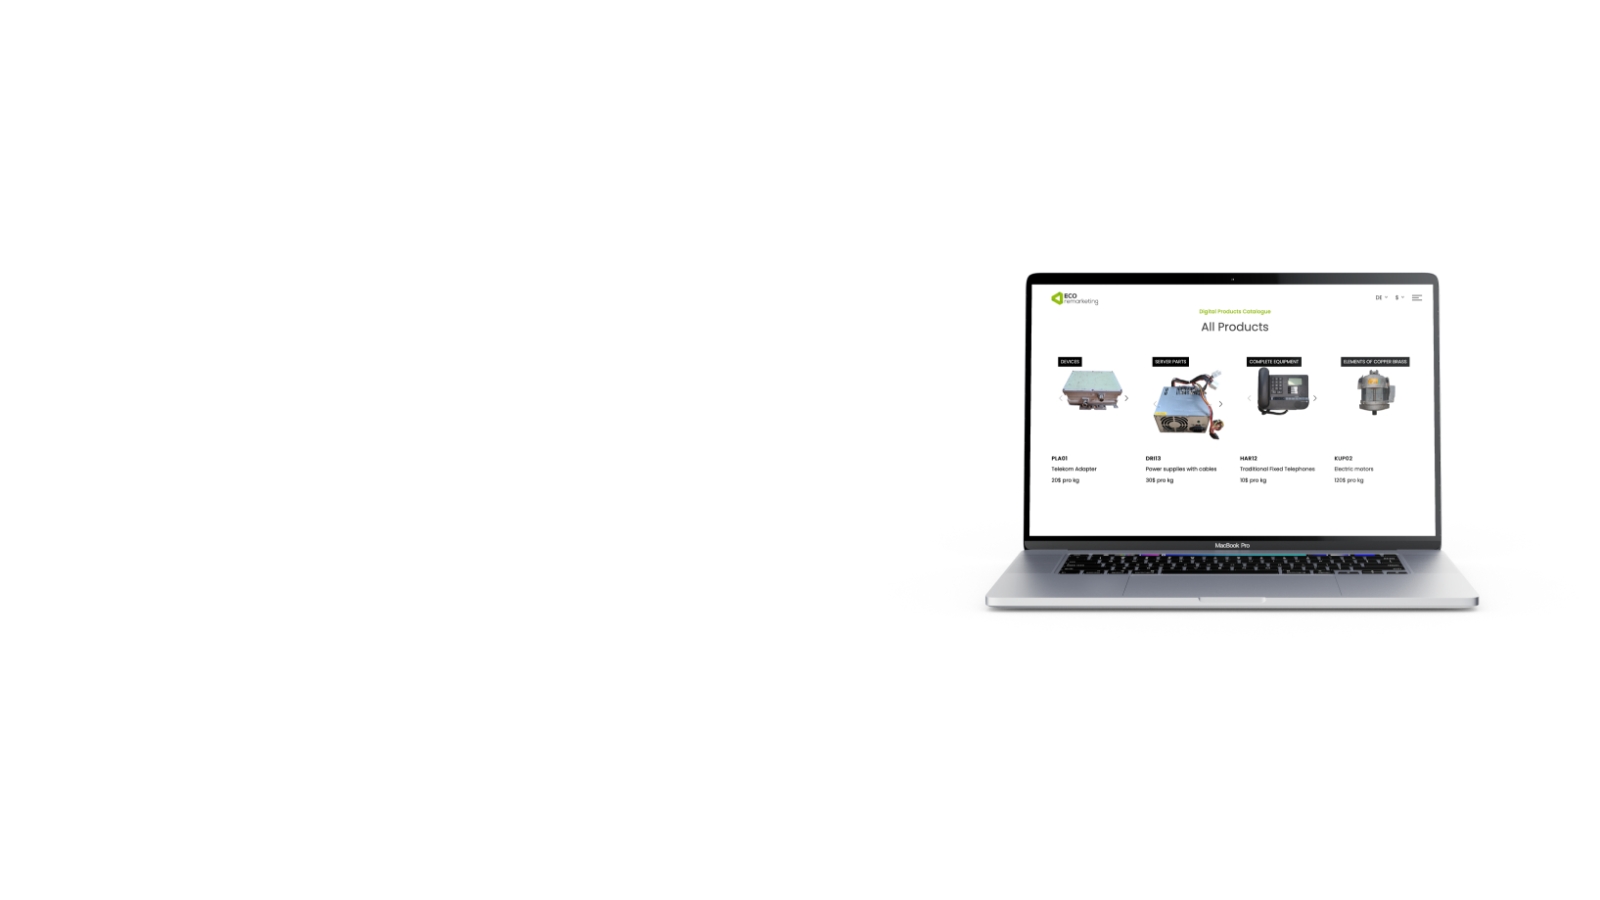 ECO
remarketing
DE
$
Digital Products Catalogue
All Products
DEVICES
SERVER PARTS
COMPLETE EQUIPMENT
ELEMENTS OF COPPER BRASS
PLA01
Telekom Adapter
20$ pro kg
DRI13
Power supplies with cables
30$ pro kg
HAR12
Traditional Fixed Telephones
10$ pro kg
KUP02
Electric motors
120$ pro kg
MacBook Pro